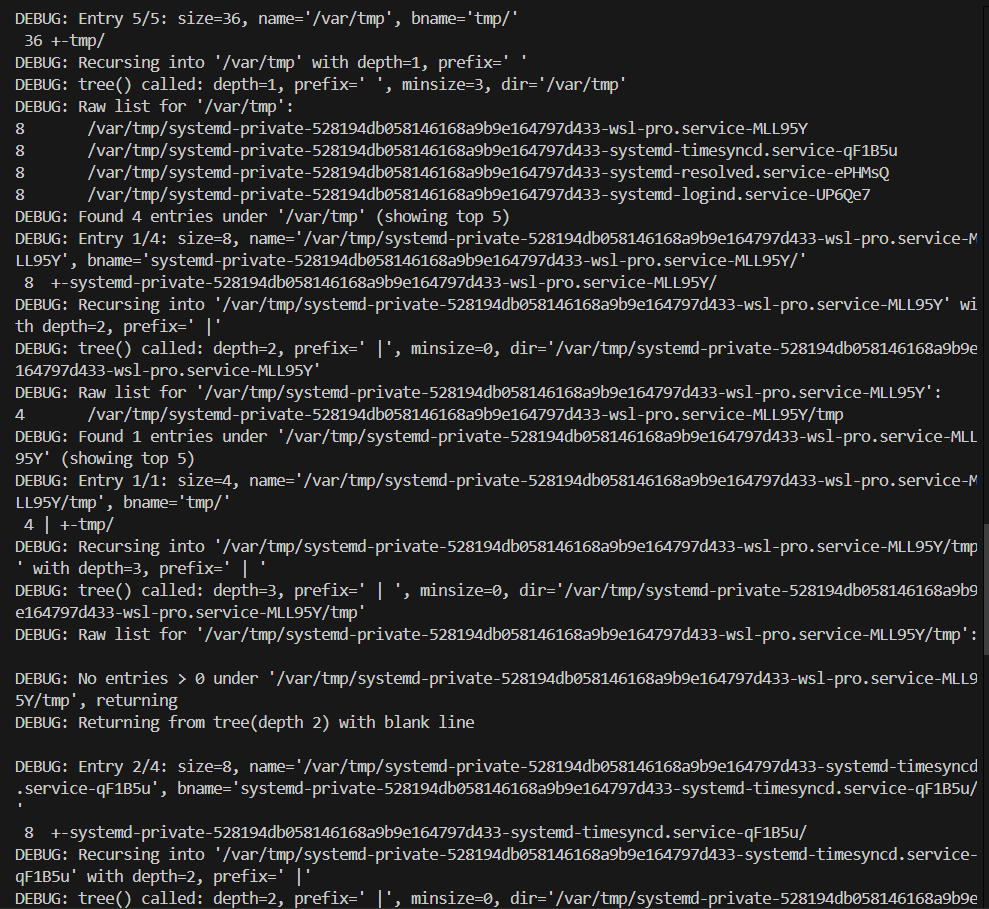 DEBUG: Entry 5/5: size=36, name='/var/tmp', bname='tmp/'
 36 +-tmp/
DEBUG: Recursing into '/var/tmp' with depth=1, prefix=' '
DEBUG: tree() called: depth=1, prefix=' ', minsize=3, dir='/var/tmp'
DEBUG: Raw list for '/var/tmp':
8       /var/tmp/systemd-private-528194db058146168a9b9e164797d433-wsl-pro.service-MLL95Y
8       /var/tmp/systemd-private-528194db058146168a9b9e164797d433-systemd-timesyncd.service-qF1B5u
8       /var/tmp/systemd-private-528194db058146168a9b9e164797d433-systemd-resolved.service-ePHMsQ
8       /var/tmp/systemd-private-528194db058146168a9b9e164797d433-systemd-logind.service-UP6Qe7
DEBUG: Found 4 entries under '/var/tmp' (showing top 5)
DEBUG: Entry 1/4: size=8, name='/var/tmp/systemd-private-528194db058146168a9b9e164797d433-wsl-pro.service-M
LL95Y', bname='systemd-private-528194db058146168a9b9e164797d433-wsl-pro.service-MLL95Y/'
 8  +-systemd-private-528194db058146168a9b9e164797d433-wsl-pro.service-MLL95Y/
DEBUG: Recursing into '/var/tmp/systemd-private-528194db058146168a9b9e164797d433-wsl-pro.service-MLL95Y' wi
th depth=2, prefix=' |'
DEBUG: tree() called: depth=2, prefix=' |', minsize=0, dir='/var/tmp/systemd-private-528194db058146168a9b9e
164797d433-wsl-pro.service-MLL95Y'
DEBUG: Raw list for '/var/tmp/systemd-private-528194db058146168a9b9e164797d433-wsl-pro.service-MLL95Y':
4       /var/tmp/systemd-private-528194db058146168a9b9e164797d433-wsl-pro.service-MLL95Y/tmp
DEBUG: Found 1 entries under '/var/tmp/systemd-private-528194db058146168a9b9e164797d433-wsl-pro.service-MLL
95Y' (showing top 5)
DEBUG: Entry 1/1: size=4, name='/var/tmp/systemd-private-528194db058146168a9b9e164797d433-wsl-pro.service-M
LL95Y/tmp', bname='tmp/'
 4 | +-tmp/
DEBUG: Recursing into '/var/tmp/systemd-private-528194db058146168a9b9e164797d433-wsl-pro.service-MLL95Y/tmp
' with depth=3, prefix=' | '
DEBUG: tree() called: depth=3, prefix=' | ', minsize=0, dir='/var/tmp/systemd-private-528194db058146168a9b9
e164797d433-wsl-pro.service-MLL95Y/tmp'
DEBUG: Raw list for '/var/tmp/systemd-private-528194db058146168a9b9e164797d433-wsl-pro.service-MLL95Y/tmp':

DEBUG: No entries > 0 under '/var/tmp/systemd-private-528194db058146168a9b9e164797d433-wsl-pro.service-MLL9
5Y/tmp', returning
DEBUG: Returning from tree(depth 2) with blank line

DEBUG: Entry 2/4: size=8, name='/var/tmp/systemd-private-528194db058146168a9b9e164797d433-systemd-timesyncd
.service-qF1B5u', bname='systemd-private-528194db058146168a9b9e164797d433-systemd-timesyncd.service-qF1B5u/
'
 8  +-systemd-private-528194db058146168a9b9e164797d433-systemd-timesyncd.service-qF1B5u/
DEBUG: Recursing into '/var/tmp/systemd-private-528194db058146168a9b9e164797d433-systemd-timesyncd.service-
qF1B5u' with depth=2, prefix=' |'
DEBUG: tree() called: depth=2, prefix=' |', minsize=0, dir='/var/tmp/systemd-private-528194db058146168a9b9e